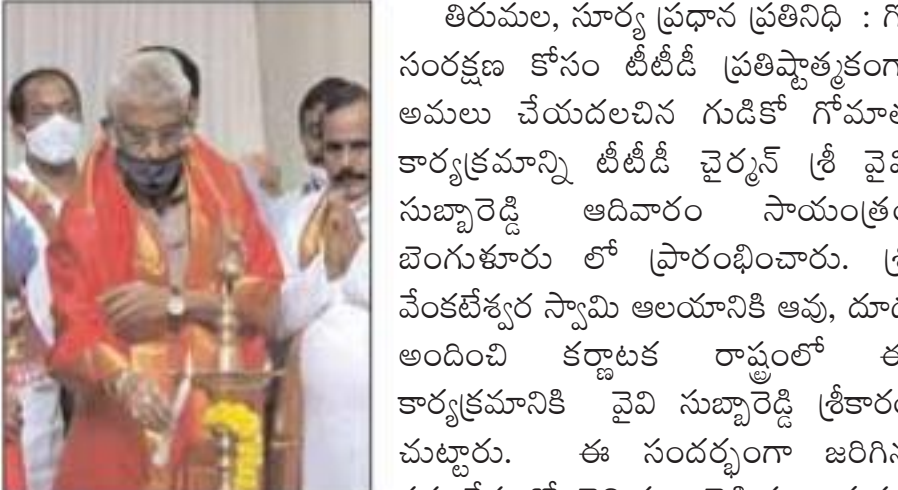 తిరుమల, సూర్య ప్రధాన ప్రతినిధి : గో
సంరక్షణ కోసం టీటీడీ ప్రతిష్టాత్మకంగా
అమలు చేయదలచిన గుడికో గోమాత
కార్యక్రమాన్ని టీటీడీ చైర్మన్ శ్రీ వైవి
సుబ్బారెడ్డి ఆదివారం సాయంత్రం
బెంగుళూరు లో ప్రారంభించారు. శ్రీ
వేంకటేశ్వర స్వామి ఆలయానికి ఆవు, దూడ
అందించి కర్ణాటక రాష్ట్రంలో ఈ
కార్యక్రమానికి వైవి సుబ్బారెడ్డి శ్రీకారం
చుట్టారు. ఈ సందర్భంగా జరిగిన